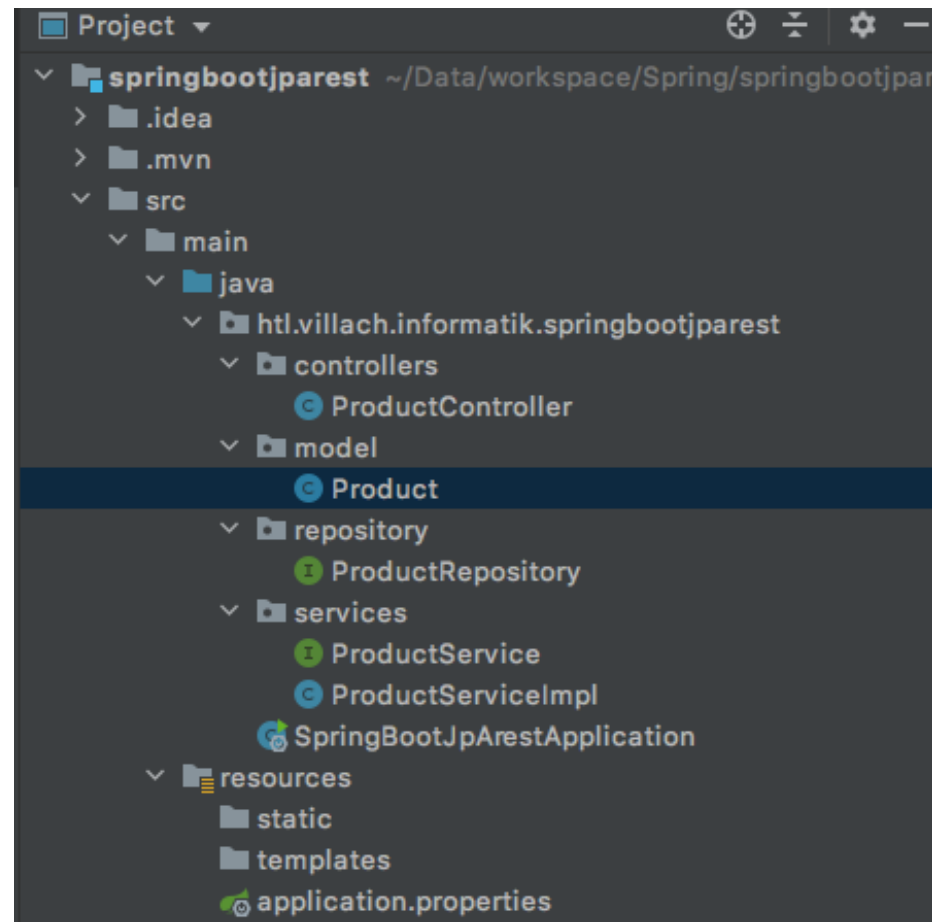 Project
springbootjparest ~/Data/workspace/Spring/springbootjpar
.idea
.mvn
src
main
java
htl.villach.informatik.springbootjparest
controllers
ProductController
model
Product
repository
ProductRepository
services
ProductService
ProductServiceImpl
SpringBootJpArestApplication
resources
static
templates
application.properties